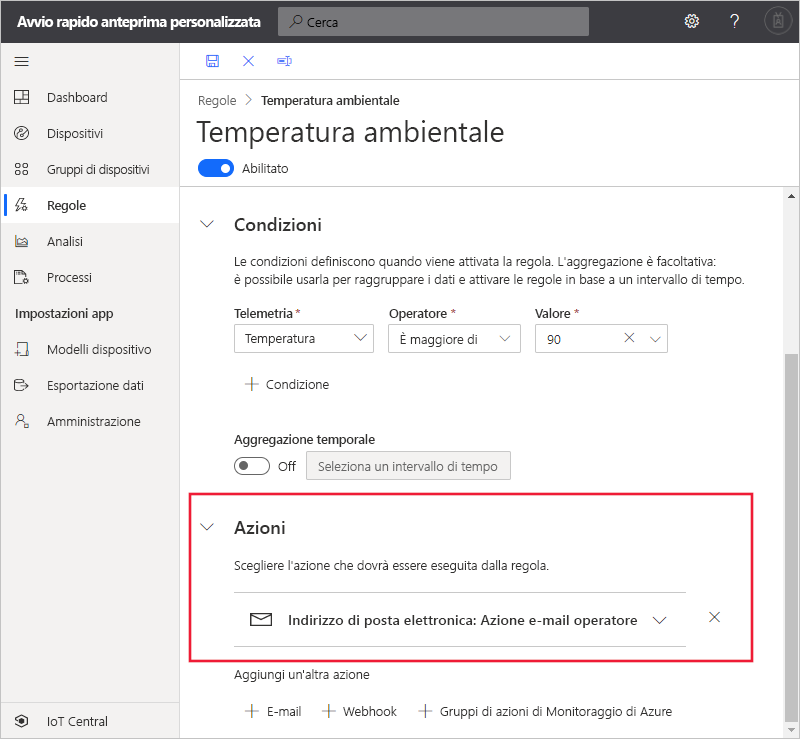 Avvio rapido anteprima personalizzata
Cerca
?
Dashboard
Dispositivi
Gruppi di dispositivi
Regole
Analisi
Processi
Impostazioni app
Modelli dispositivo
Esportazione dati
Amministrazione
IoT Central
Regole > Temperatura ambientale
Temperatura ambientale
Abilitato
Condizioni
Le condizioni definiscono quando viene attivata la regola. L'aggregazione è facoltativa:
è possibile usarla per raggruppare i dati e attivare le regole in base a un intervallo di tempo.
Telemetria * Operatore * Valore *
Temperatura È maggiore di 90
+ Condizione
Aggregazione temporale
Off Seleziona un intervallo di tempo
Azioni
Scegliere l'azione che dovrà essere eseguita dalla regola.
Indirizzo di posta elettronica: Azione e-mail operatore
Aggiungi un'altra azione
+ E-mail + Webhook + Gruppi di azioni di Monitoraggio di Azure